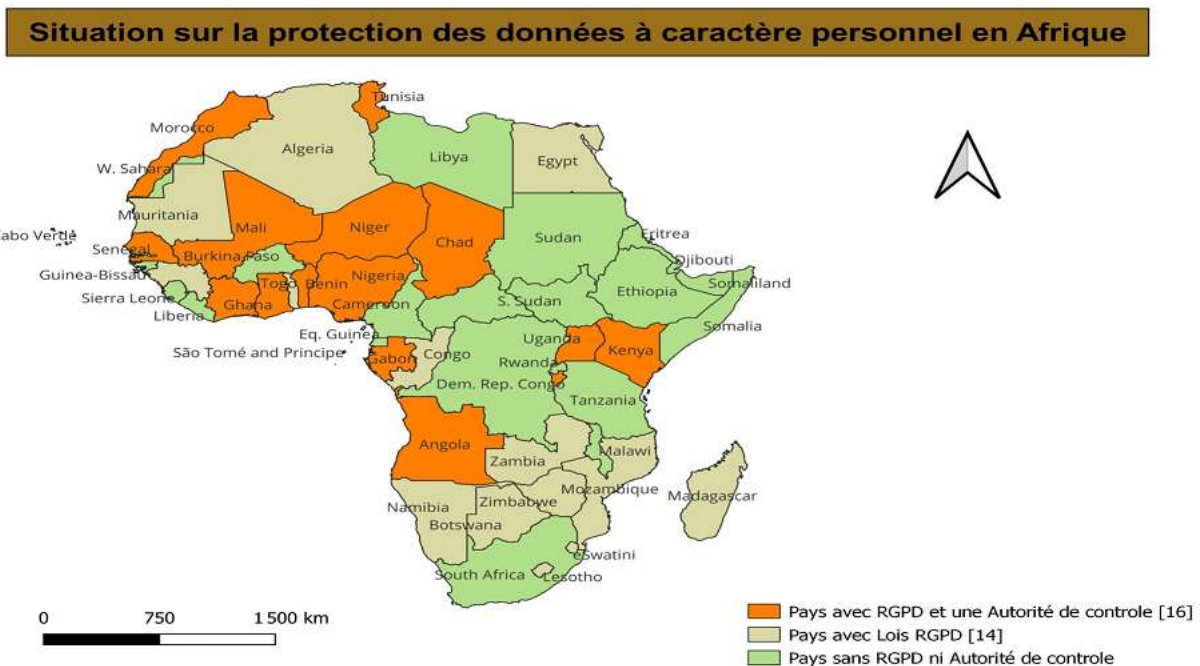 Situation sur la protection des données à caractère personnel en Afrique
Tunisia
Morocco
Algeria
Libya
Egypt
W. Sahara
Mauritania
Mali
Niger
Chad
Sudan
Eritrea
Cabo Verde
Senegal
Burkina Faso
Djibouti
Guinea-Bissau
Togo
Benin
Nigeria
Ethiopia
Somaliland
Sierra Leone
Ghana
Cameroon
S. Sudan
Liberia
Somalia
Eq. Guinea
Uganda
Kenya
São Tomé and Principe
Gabon
Congo
Rwanda
Dem. Rep. Congo
Tanzania
Angola
Zambia
Malawi
Mozambique
Madagascar
Namibia
Zimbabwe
Botswana
eSwatini
South Africa
Lesotho
0 750 1 500 km
Pays avec RGPD et une Autorité de controle [16]
Pays avec Lois RGPD [14]
Pays sans RGPD ni Autorité de controle